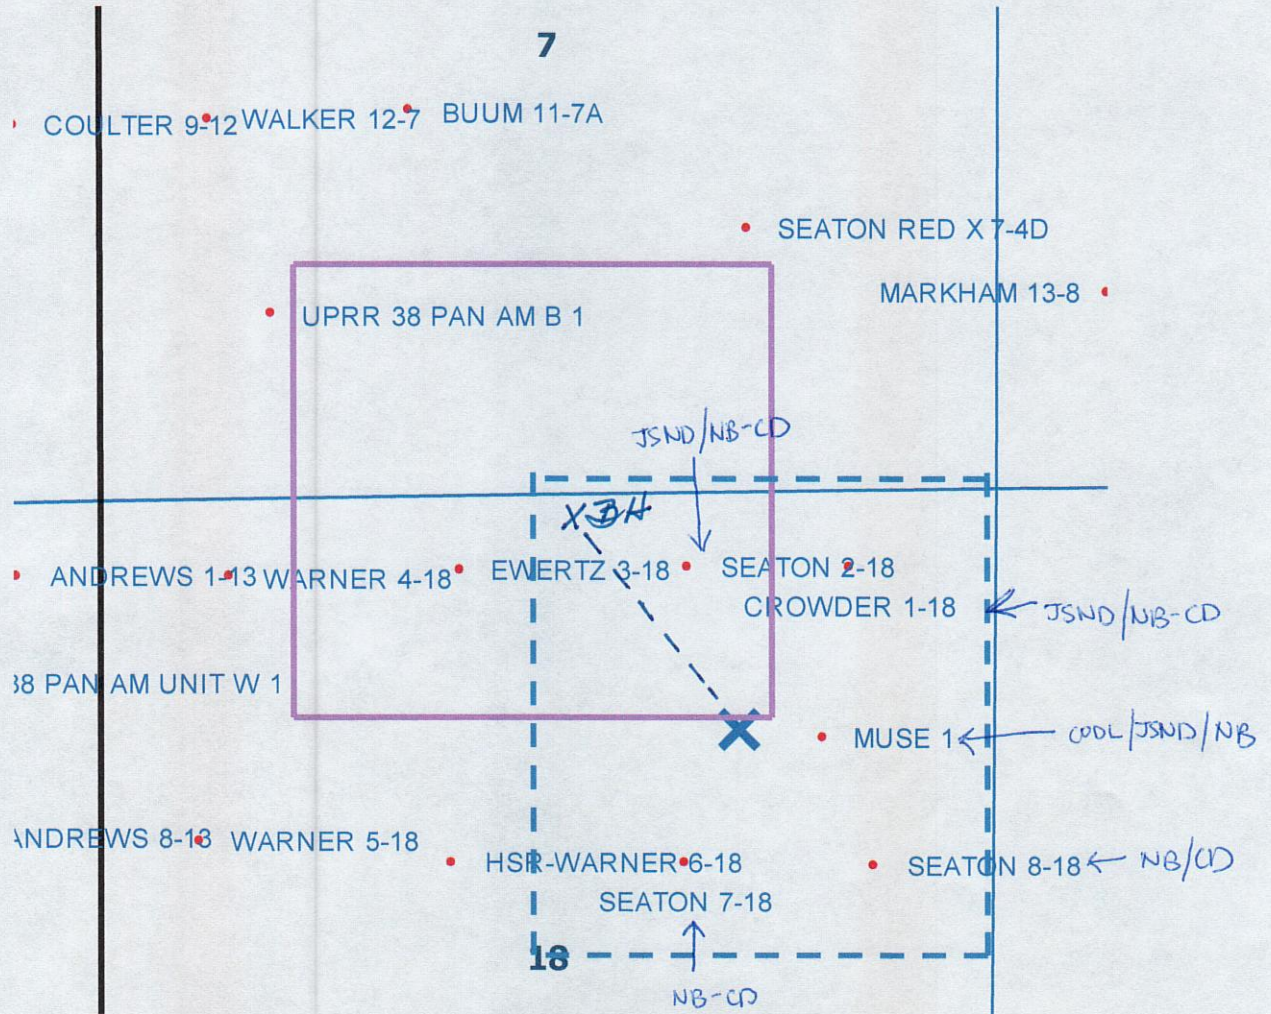 7
COULTER 9-12 WALKER 12-7 BUUM 11-7A
SEATON RED X 7-4D
MARKHAM 13-8
UPRR 38 PAN AM B 1
JSND/NB-CD
X BH
ANDREWS 1-13 WARNER 4-18 EWERTZ 3-18 SEATON 2-18
CROWDER 1-18 JSND/NB-CD
38 PAN AM UNIT W 1
MUSE 1 CODL/JSND/NB
ANDREWS 8-13 WARNER 5-18 HSR-WARNER 6-18 SEATON 8-18 NB/CD
SEATON 7-18
18
NB-CD